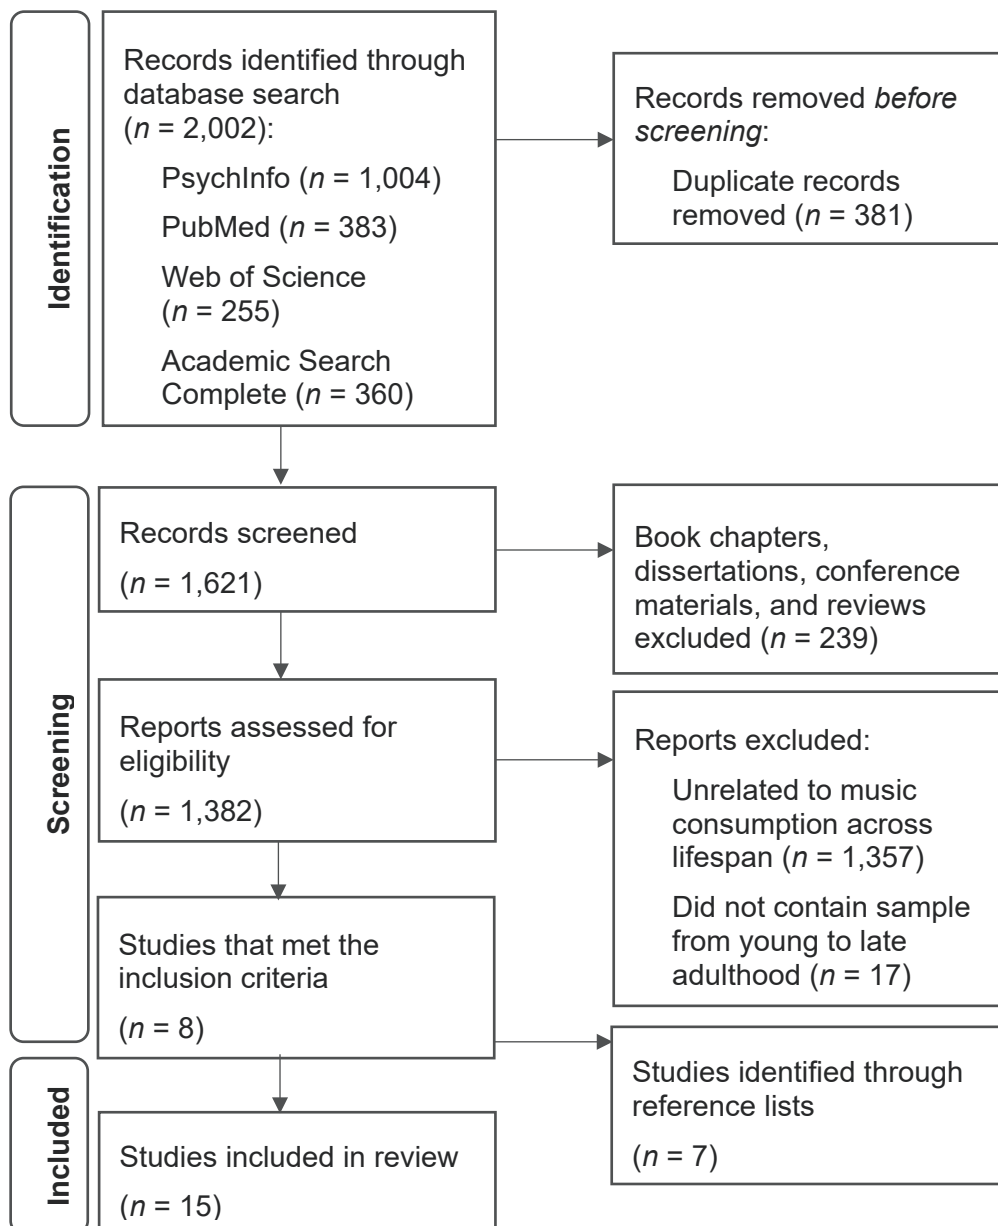 Identification
Records identified through
database search
(n = 2,002):
PsychInfo (n = 1,004)
PubMed (n = 383)
Web of Science
(n = 255)
Academic Search
Complete (n = 360)
Records removed before
screening:
Duplicate records
removed (n = 381)
Screening
Records screened
(n = 1,621)
Book chapters,
dissertations, conference
materials, and reviews
excluded (n = 239)
Reports assessed for
eligibility
(n = 1,382)
Reports excluded:
Unrelated to music
consumption across
lifespan (n = 1,357)
Did not contain sample
from young to late
adulthood (n = 17)
Studies that met the
inclusion criteria
(n = 8)
Studies identified through
reference lists
(n = 7)
Included
Studies included in review
(n = 15)